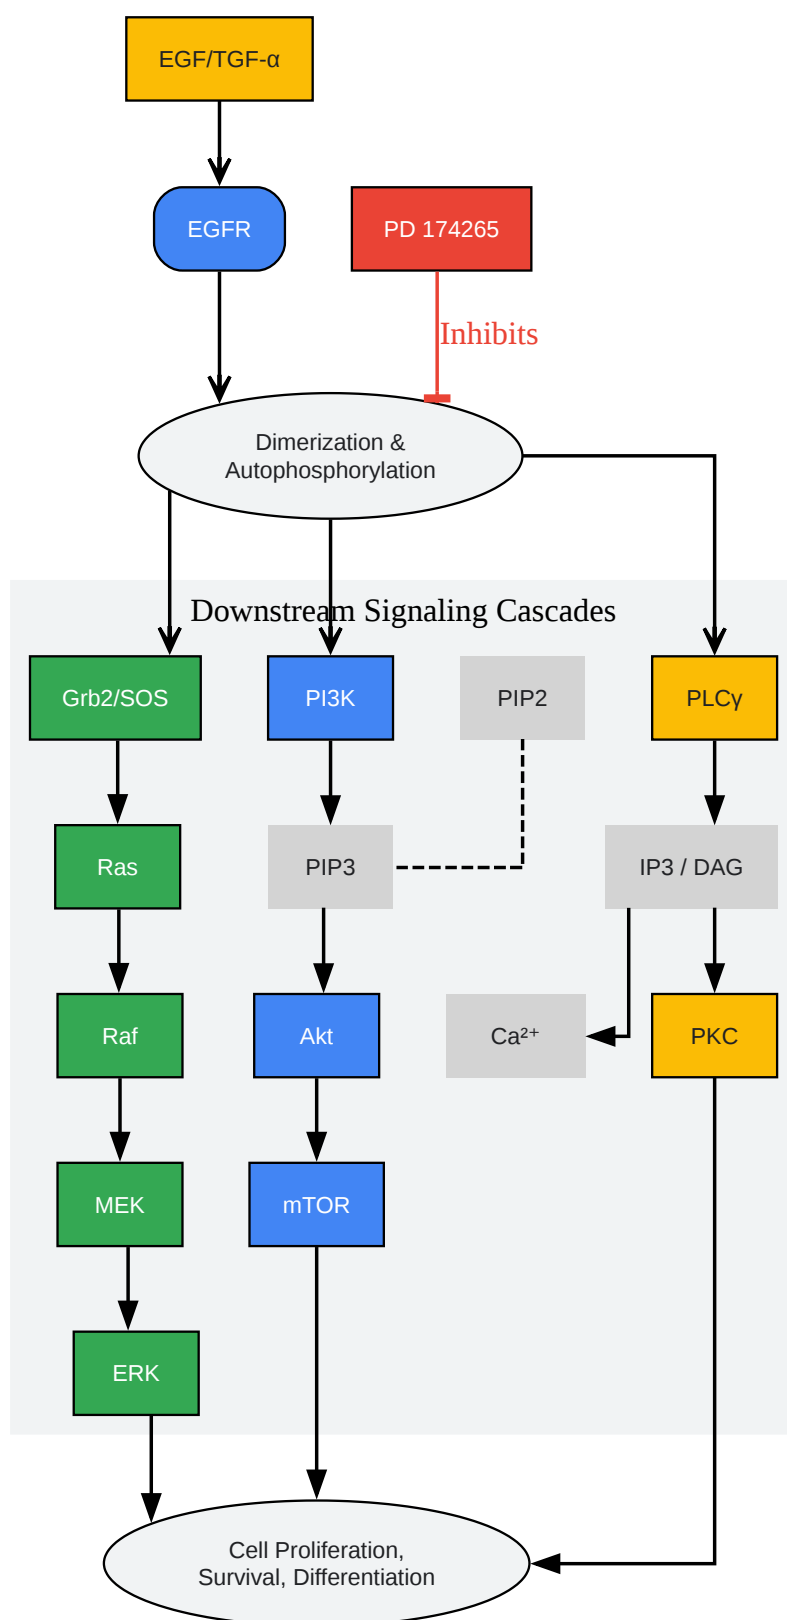 EGF/TGF-α
EGFR
PD 174265
Inhibits
Dimerization &
Autophosphorylation
Downstream Signaling Cascades
Grb2/SOS
PI3K
PIP2
PLCγ
Ras
PIP3
IP3 / DAG
Raf
Akt
Ca²⁺
PKC
MEK
mTOR
ERK
Cell Proliferation,
Survival, Differentiation